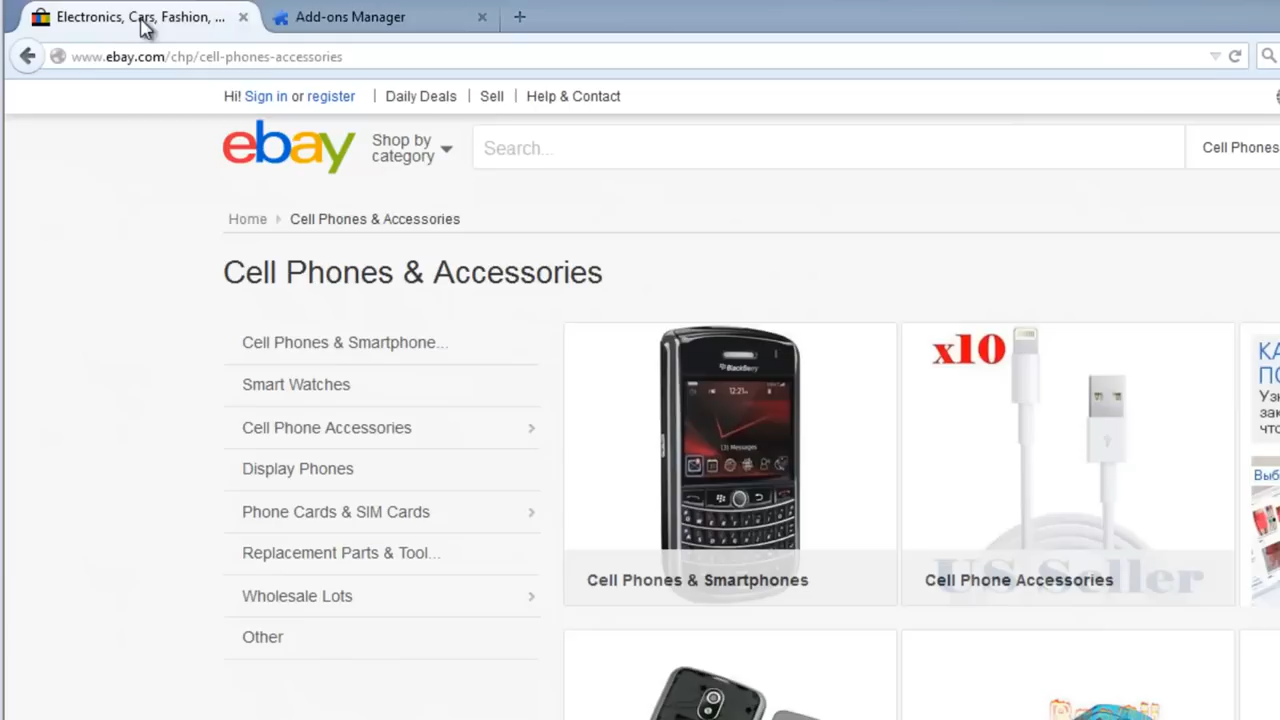 Electronics, Cars, Fashion, ...
Add-ons Manager
www.ebay.com/chp/cell-phones-accessories
Hi! Sign in or register
Daily Deals
Sell
Help & Contact
ebay
Shop by
category
Search...
Cell Phones
Home
Cell Phones & Accessories
Cell Phones & Accessories
Cell Phones & Smartphone...
Smart Watches
Cell Phone Accessories
Display Phones
Phone Cards & SIM Cards
Replacement Parts & Tool...
Wholesale Lots
Other
BlackBerry
12:21
Cell Phones & Smartphones
x10
US Seller
Cell Phone Accessories